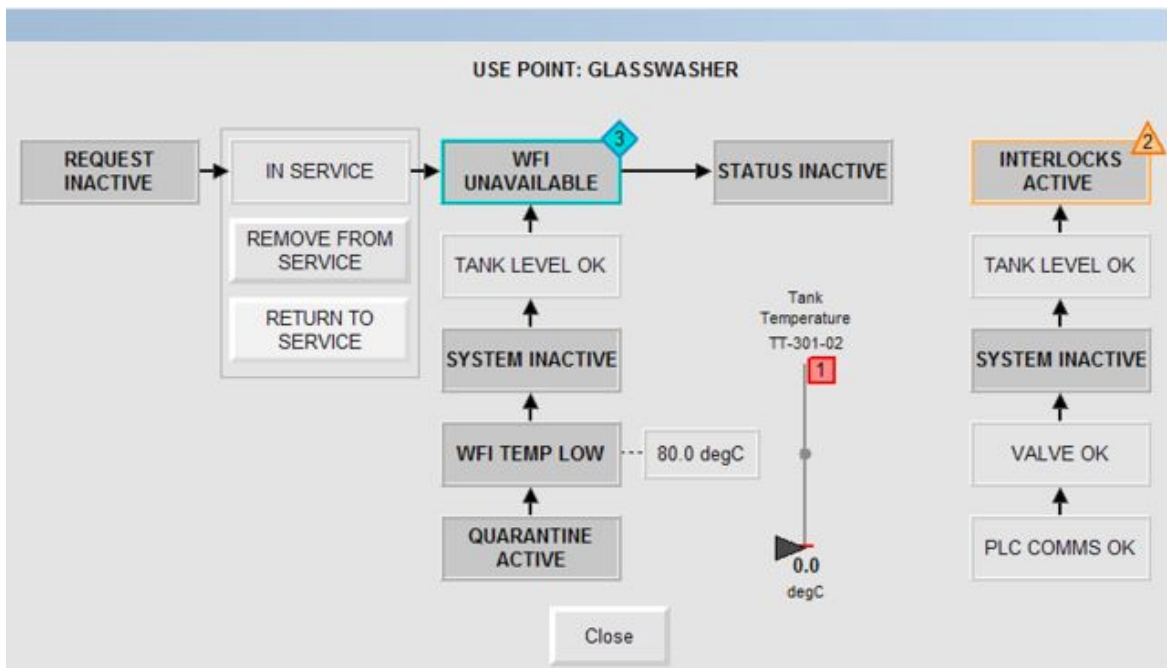 USE POINT: GLASSWASHER
REQUEST
INACTIVE
IN SERVICE
REMOVE FROM
SERVICE
RETURN TO
SERVICE
3
WFI
UNAVAILABLE
TANK LEVEL OK
SYSTEM INACTIVE
WFI TEMP LOW
80.0 degC
QUARANTINE
ACTIVE
STATUS INACTIVE
Tank
Temperature
TT-301-02
1
0.0
degC
2
INTERLOCKS
ACTIVE
TANK LEVEL OK
SYSTEM INACTIVE
VALVE OK
PLC COMMS OK
Close